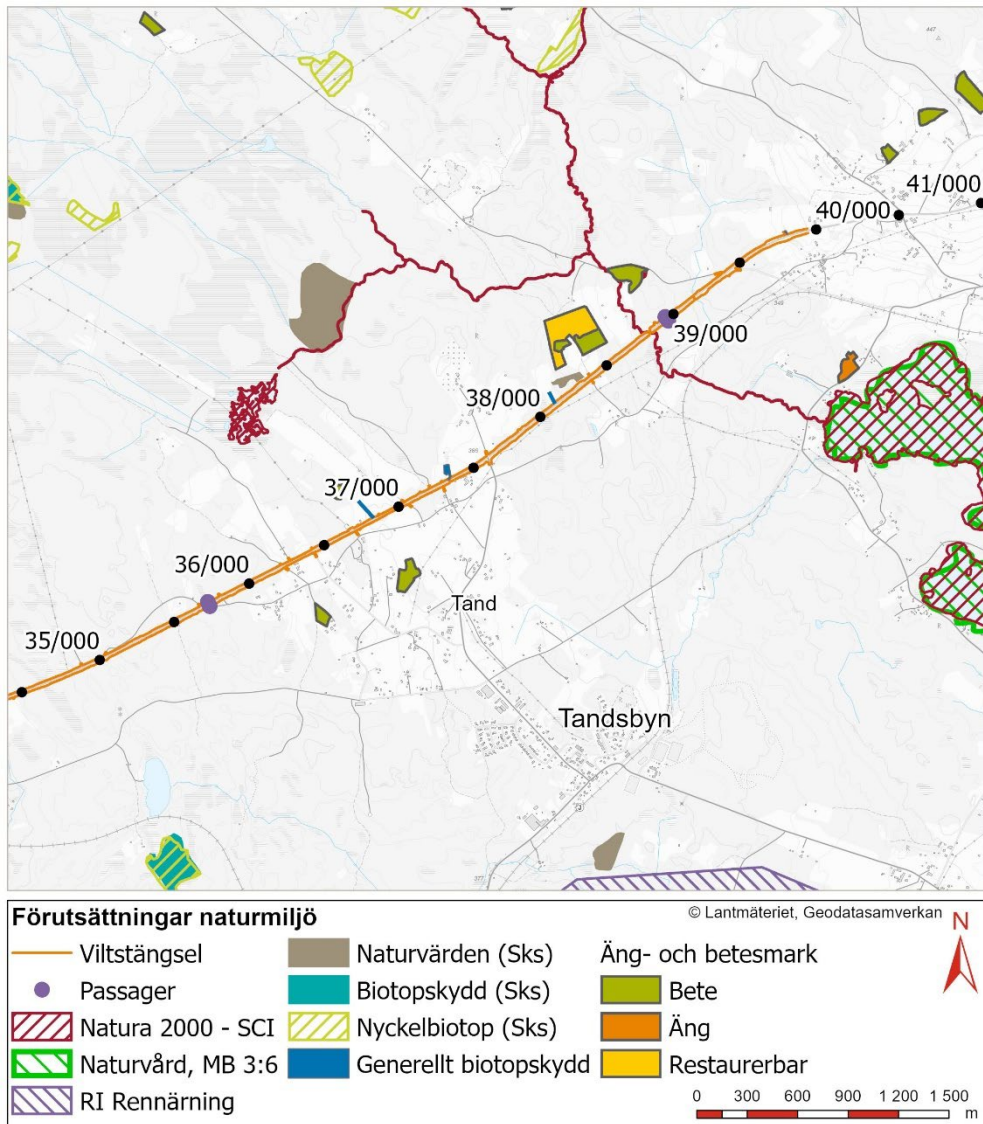 41/000
40/000
39/000
38/000
37/000
36/000
Tand
35/000
Tandsbyn
Förutsättningar naturmiljö
© Lantmäteriet, Geodatasamverkan
N
Viltstängsel
Naturvärden (Sks)
Äng- och betesmark
Passager
Biotopskydd (Sks)
Bete
Natura 2000 - SCI
Nyckelbiotop (Sks)
Äng
Naturvård, MB 3:6
Generellt biotopskydd
Restaurerbar
RI Rennärning
0 300 600 900 1 200 1 500
m